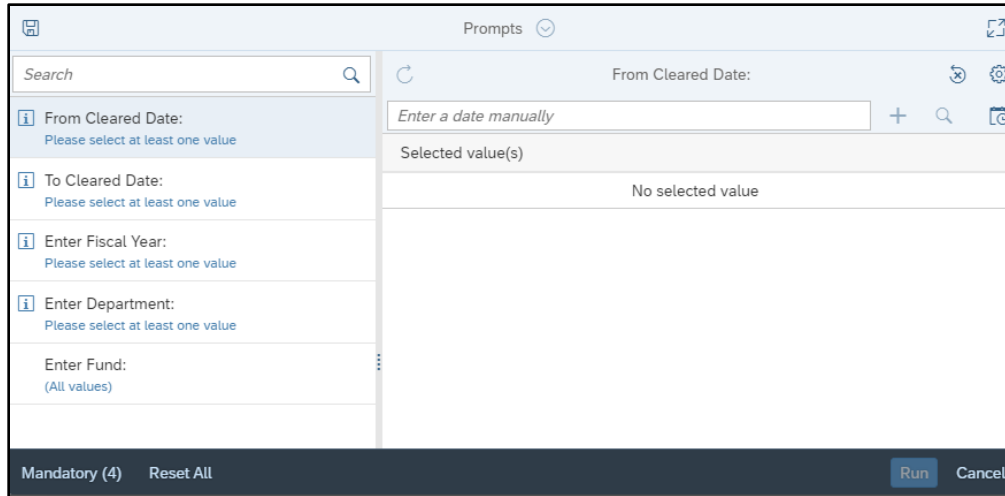 Prompts
Search
From Cleared Date:
Please select at least one value
To Cleared Date:
Please select at least one value
Enter Fiscal Year:
Please select at least one value
Enter Department:
Please select at least one value
Enter Fund:
(All values)
From Cleared Date:
Enter a date manually
Selected value(s)
No selected value
Mandatory (4) Reset All
Run Cancel